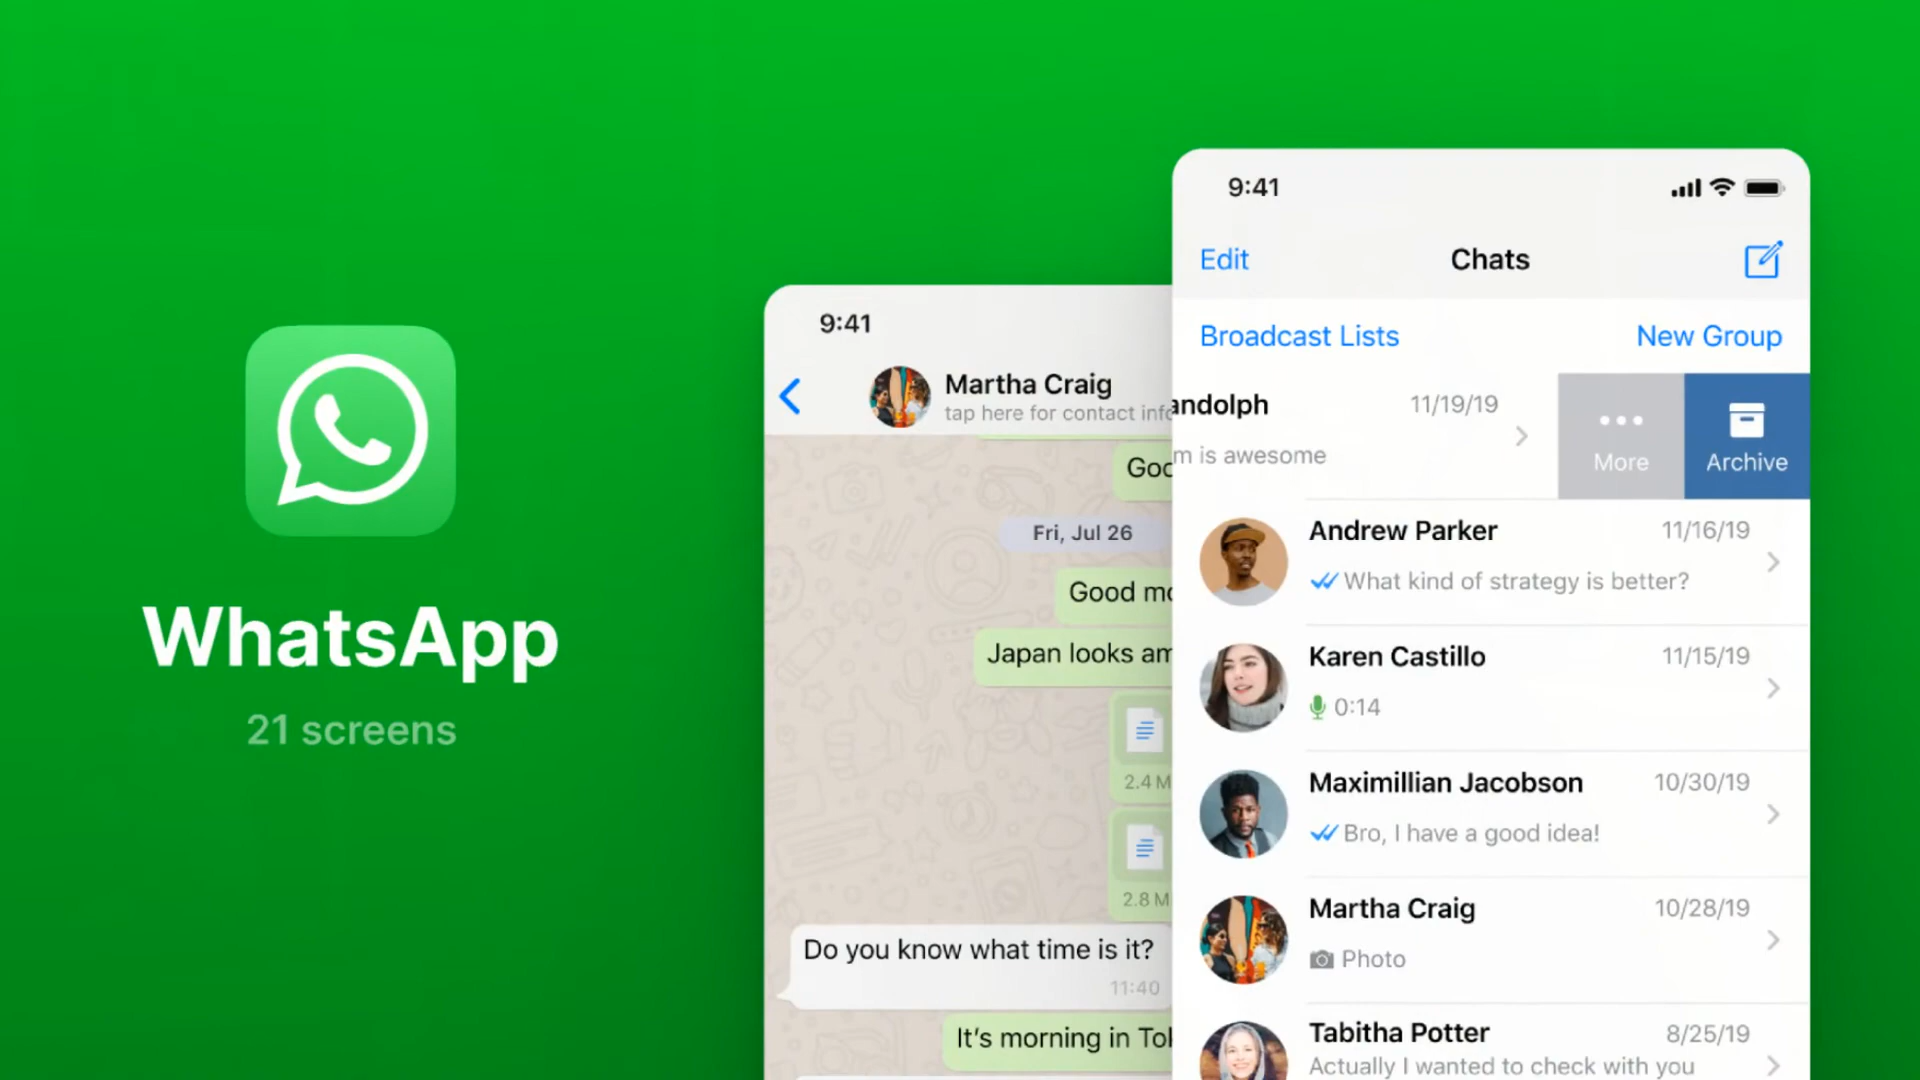 WhatsApp
21 screens
9:41
Martha Craig
tap here for contact info
Fri, Jul 26
Japan looks
2.4 M
2.8 M
Do you know what time is it?
11:40
It's morning in
9:41
Edit
Chats
Broadcast Lists
New Group
andolph
11/19/19
m is awesome
More
Archive
Andrew Parker
11/16/19
What kind of strategy is better?
Karen Castillo
11/15/19
0:14
Maximillian Jacobson
10/30/19
Bro, I have a good idea!
Martha Craig
10/28/19
Photo
Tabitha Potter
8/25/19
Actually I wanted to check with you